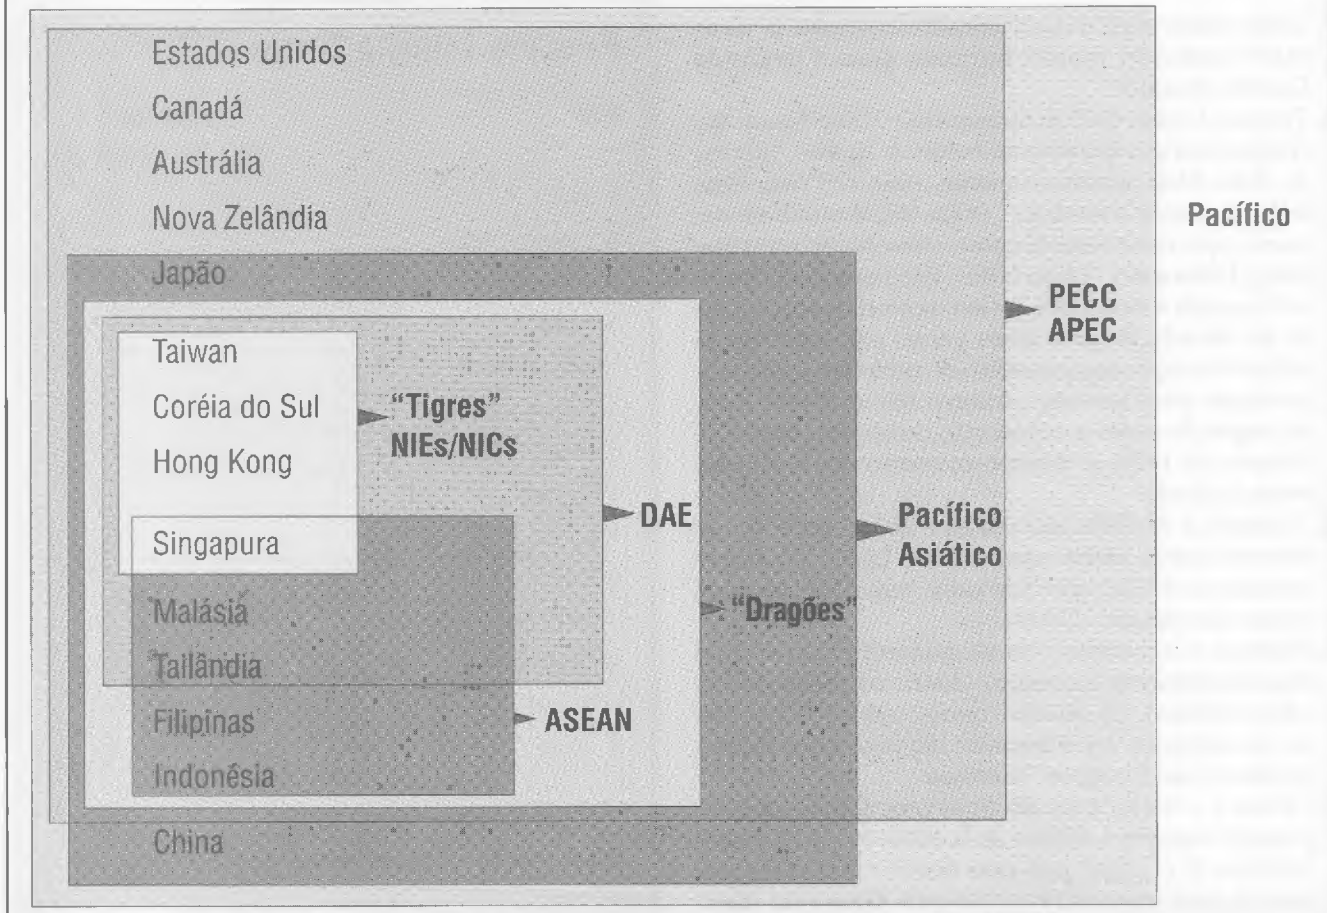 Estados Unidos
Canadá
Austrália
Nova Zelândia
Pacífico
Japão
PECC
APEC
Taiwan
Coréia do Sul
Hong Kong
"Tigres"
NIEs/NICs
DAE
Pacífico
Asiático
Singapura
Malásia
"Dragões"
Tailândia
Filipinas
ASEAN
Indonésia
China